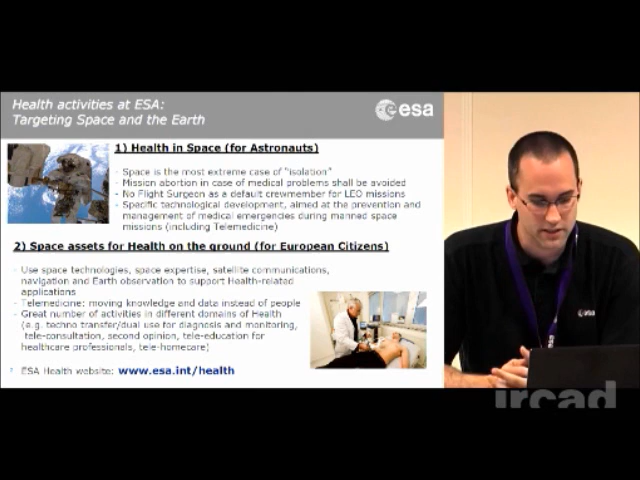 Health activities at ESA:
Targeting Space and the Earth
esa
1) Health in Space (for Astronauts)
- Space is the most extreme case of "isolation"
- Mission abortion in case of medical problems shall be avoided
- No Flight Surgeon as a default crewmember for LEO missions
- Specific technological development, aimed at the prevention and
management of medical emergencies during manned space
missions (including Telemedicine)
2) Space assets for Health on the ground (for European Citizens)
- Use space technologies, space expertise, satellite communications,
navigation and Earth observation to support Health-related
applications
- Telemedicine: moving knowledge and data instead of people
- Great number of activities in different domains of Health
(e.g. techno transfer/dual use for diagnosis and monitoring,
tele-consultation, second opinion, tele-education for
healthcare professionals, tele-homecare)
ESA Health website: www.esa.int/health
esa
ircad